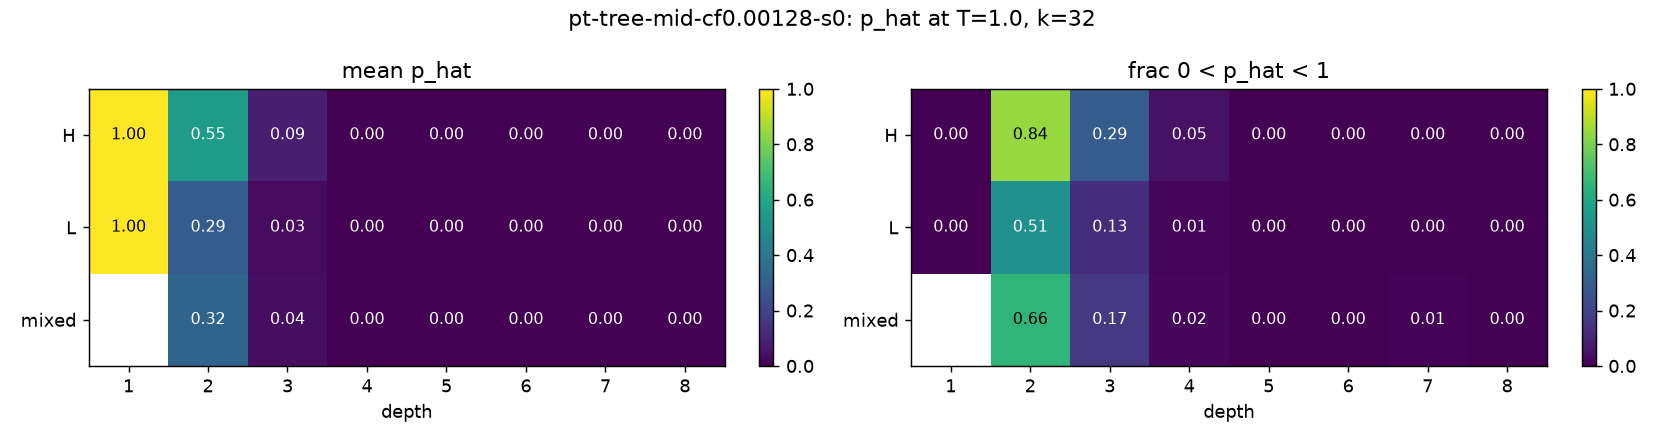 pt-tree-mid-cf0.00128-s0: p_hat at T=1.0, k=32
mean p_hat
H 1.00 0.55 0.09 0.00 0.00 0.00 0.00 0.00
L 1.00 0.29 0.03 0.00 0.00 0.00 0.00 0.00
mixed 0.32 0.04 0.00 0.00 0.00 0.00 0.00
1 2 3 4 5 6 7 8
depth
1.0
0.8
0.6
0.4
0.2
0.0
frac 0 < p_hat < 1
H 0.00 0.84 0.29 0.05 0.00 0.00 0.00 0.00
L 0.00 0.51 0.13 0.01 0.00 0.00 0.00 0.00
mixed 0.66 0.17 0.02 0.00 0.00 0.01 0.00
1 2 3 4 5 6 7 8
depth
1.0
0.8
0.6
0.4
0.2
0.0